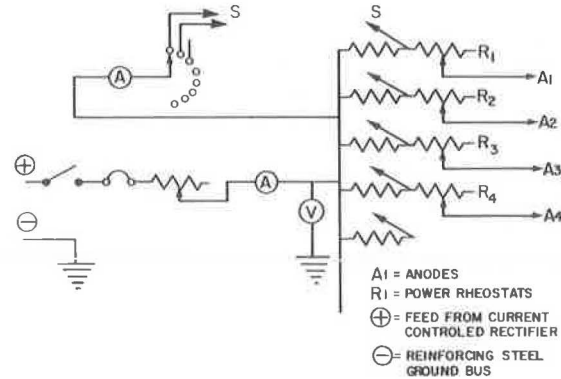 S
S
A
R1
A1
R2
A2
R3
A3
R4
A4
⊕
A
V
⊖
A1 = ANODES
R1 = POWER RHEOSTATS
⊕ = FEED FROM CURRENT
CONTROLED RECTIFIER
⊖ = REINFORCING STEEL
GROUND BUS